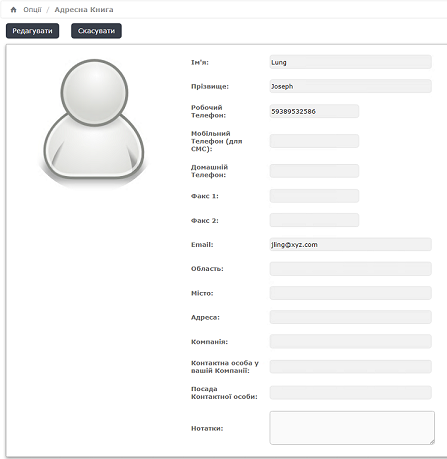 Опції / Адресна Книга
Редагувати Скасувати
Ім'я: Lung
Прізвище: Joseph
Робочий
Телефон: 59389532586
Мобільний
Телефон (для
СМС):
Домашній
Телефон:
Факс 1:
Факс 2:
Email: jling@xyz.com
Область:
Місто:
Адреса:
Компанія:
Контактна особа у
вашій Компанії:
Посада
Контактної особи:
Нотатки: